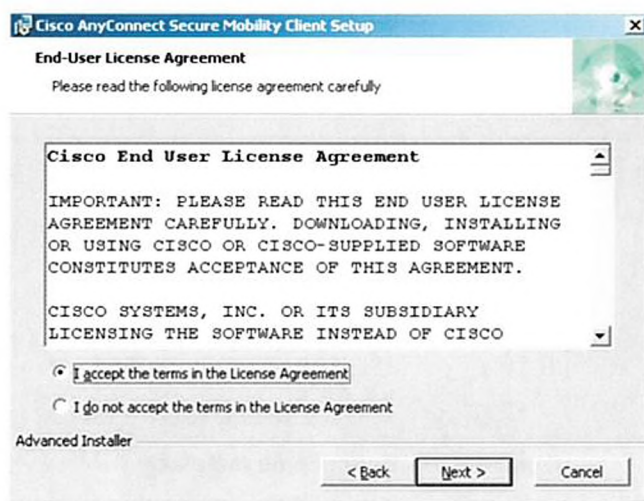 Cisco AnyConnect Secure Mobility Client Setup
End-User License Agreement
Please read the following license agreement carefully
Cisco End User License Agreement
IMPORTANT: PLEASE READ THIS END USER LICENSE
AGREEMENT CAREFULLY. DOWNLOADING, INSTALLING
OR USING CISCO OR CISCO-SUPPLIED SOFTWARE
CONSTITUTES ACCEPTANCE OF THIS AGREEMENT.
CISCO SYSTEMS, INC. OR ITS SUBSIDIARY
LICENSING THE SOFTWARE INSTEAD OF CISCO
I accept the terms in the License Agreement
I do not accept the terms in the License Agreement
Advanced Installer
< Back Next > Cancel